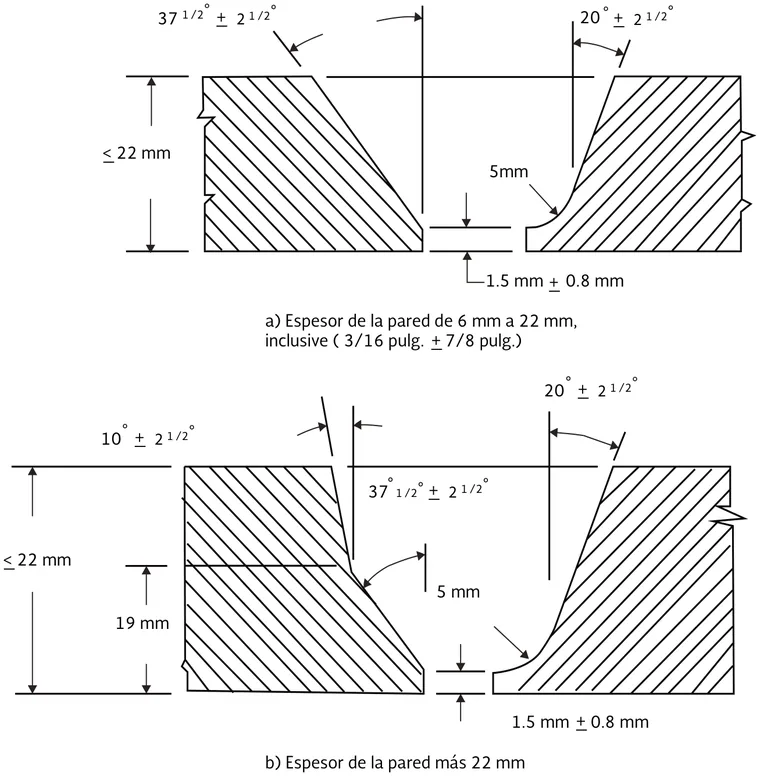 37 1/2° ± 2 1/2°
20° ± 2 1/2°
≤ 22 mm
5mm
1.5 mm ± 0.8 mm
a) Espesor de la pared de 6 mm a 22 mm,
inclusive ( 3/16 pulg. ± 7/8 pulg.)
20° ± 2 1/2°
10° ± 2 1/2°
37° 1/2° ± 2 1/2°
≤ 22 mm
5 mm
19 mm
1.5 mm ± 0.8 mm
b) Espesor de la pared más 22 mm